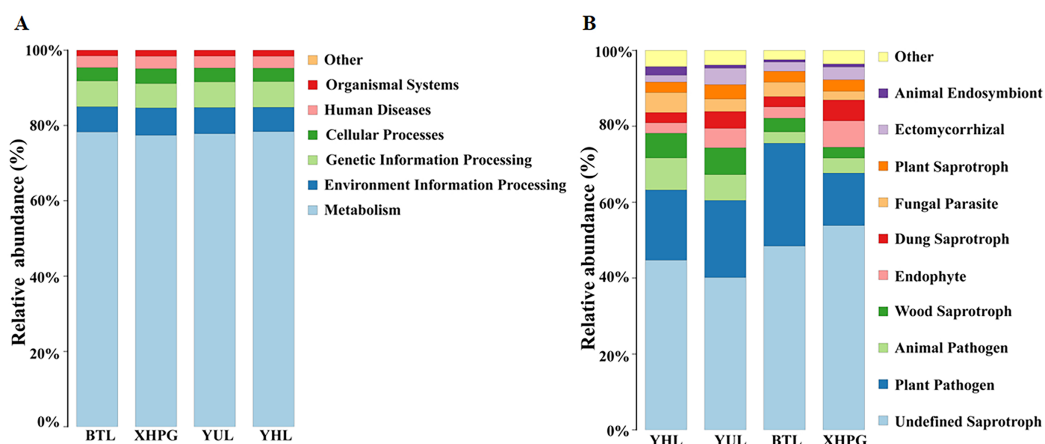 A
Relative abundance (%)
100%
80%
60%
40%
20%
0%
BTL XHPG YUL YHL
Other
Organismal Systems
Human Diseases
Cellular Processes
Genetic Information Processing
Environment Information Processing
Metabolism
B
Relative abundance (%)
100%
80%
60%
40%
20%
0%
YHL YUL BTL XHPG
Other
Animal Endosymbiont
Ectomycorrhizal
Plant Saprotroph
Fungal Parasite
Dung Saprotroph
Endophyte
Wood Saprotroph
Animal Pathogen
Plant Pathogen
Undefined Saprotroph